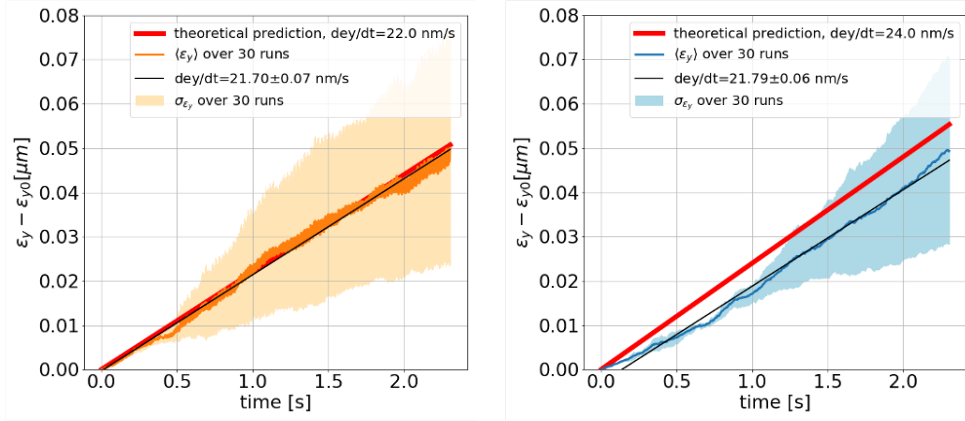 0.08
0.07
0.06
0.05
0.04
0.03
0.02
0.01
0.00
εy − εy0[μm]
theoretical prediction, dey/dt=22.0 nm/s
⟨εy⟩ over 30 runs
dey/dt=21.70±0.07 nm/s
σεy over 30 runs
0.0 0.5 1.0 1.5 2.0
time [s]
0.08
0.07
0.06
0.05
0.04
0.03
0.02
0.01
0.00
εy − εy0[μm]
theoretical prediction, dey/dt=24.0 nm/s
⟨εy⟩ over 30 runs
dey/dt=21.79±0.06 nm/s
σεy over 30 runs
0.0 0.5 1.0 1.5 2.0
time [s]